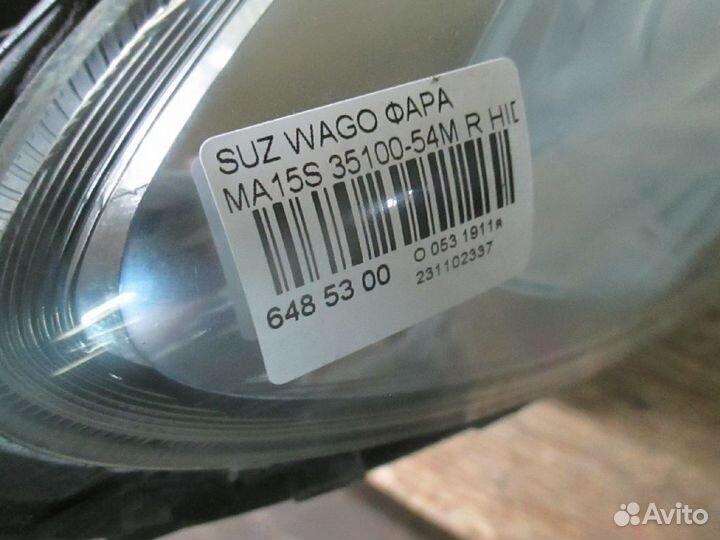 SUZ WAGO ФАРА
MA15S 35100-54M R HID
648 53 00
O 053 1911я
231102337
Avito